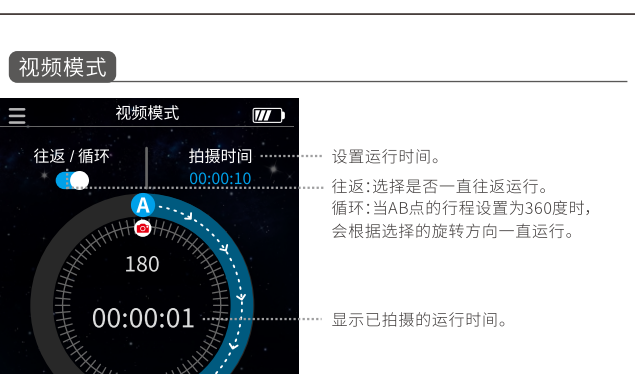 视频模式
视频模式
往返 / 循环
拍摄时间
00:00:10
设置运行时间。
往返:选择是否一直往返运行。
循环:当AB点的行程设置为360度时,
会根据选择的旋转方向一直运行。
A
180
00:00:01
显示已拍摄的运行时间。